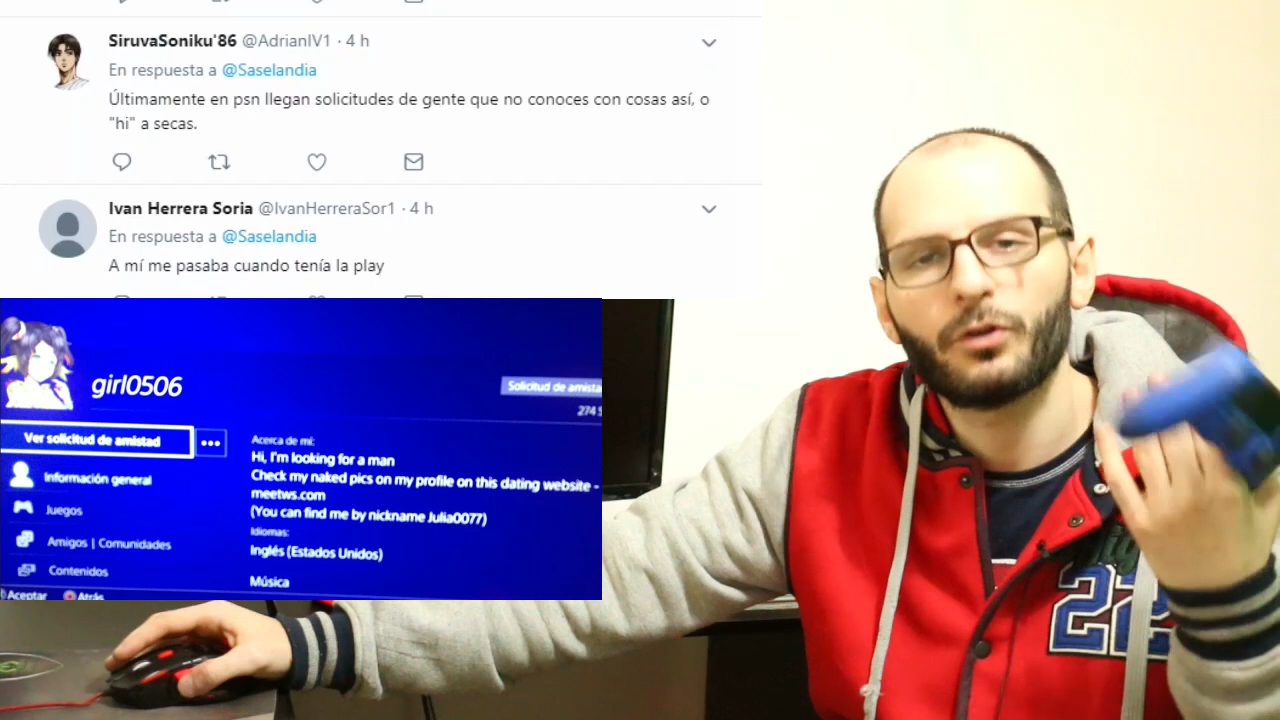 SiruvaSoniku'86 @AdrianIV1 · 4 h
En respuesta a @Saselandia
Últimamente en psn llegan solicitudes de gente que no conoces con cosas así, o
"hi" a secas.
Ivan Herrera Soria @IvanHerreraSor1 · 4 h
En respuesta a @Saselandia
A mí me pasaba cuando tenía la play
girl0506
Solicitud de
274
Ver solicitud de amistad
Información general
Juegos
Amigos | Comunidades
Contenidos
Aceptar Atrás
Acerca de mí:
Hi, I'm looking for a man
Check my naked pics on my profile on this dating website -
meetws.com
(You can find me by nickname Julia0077)
Idiomas:
Inglés (Estados Unidos)
Música
22